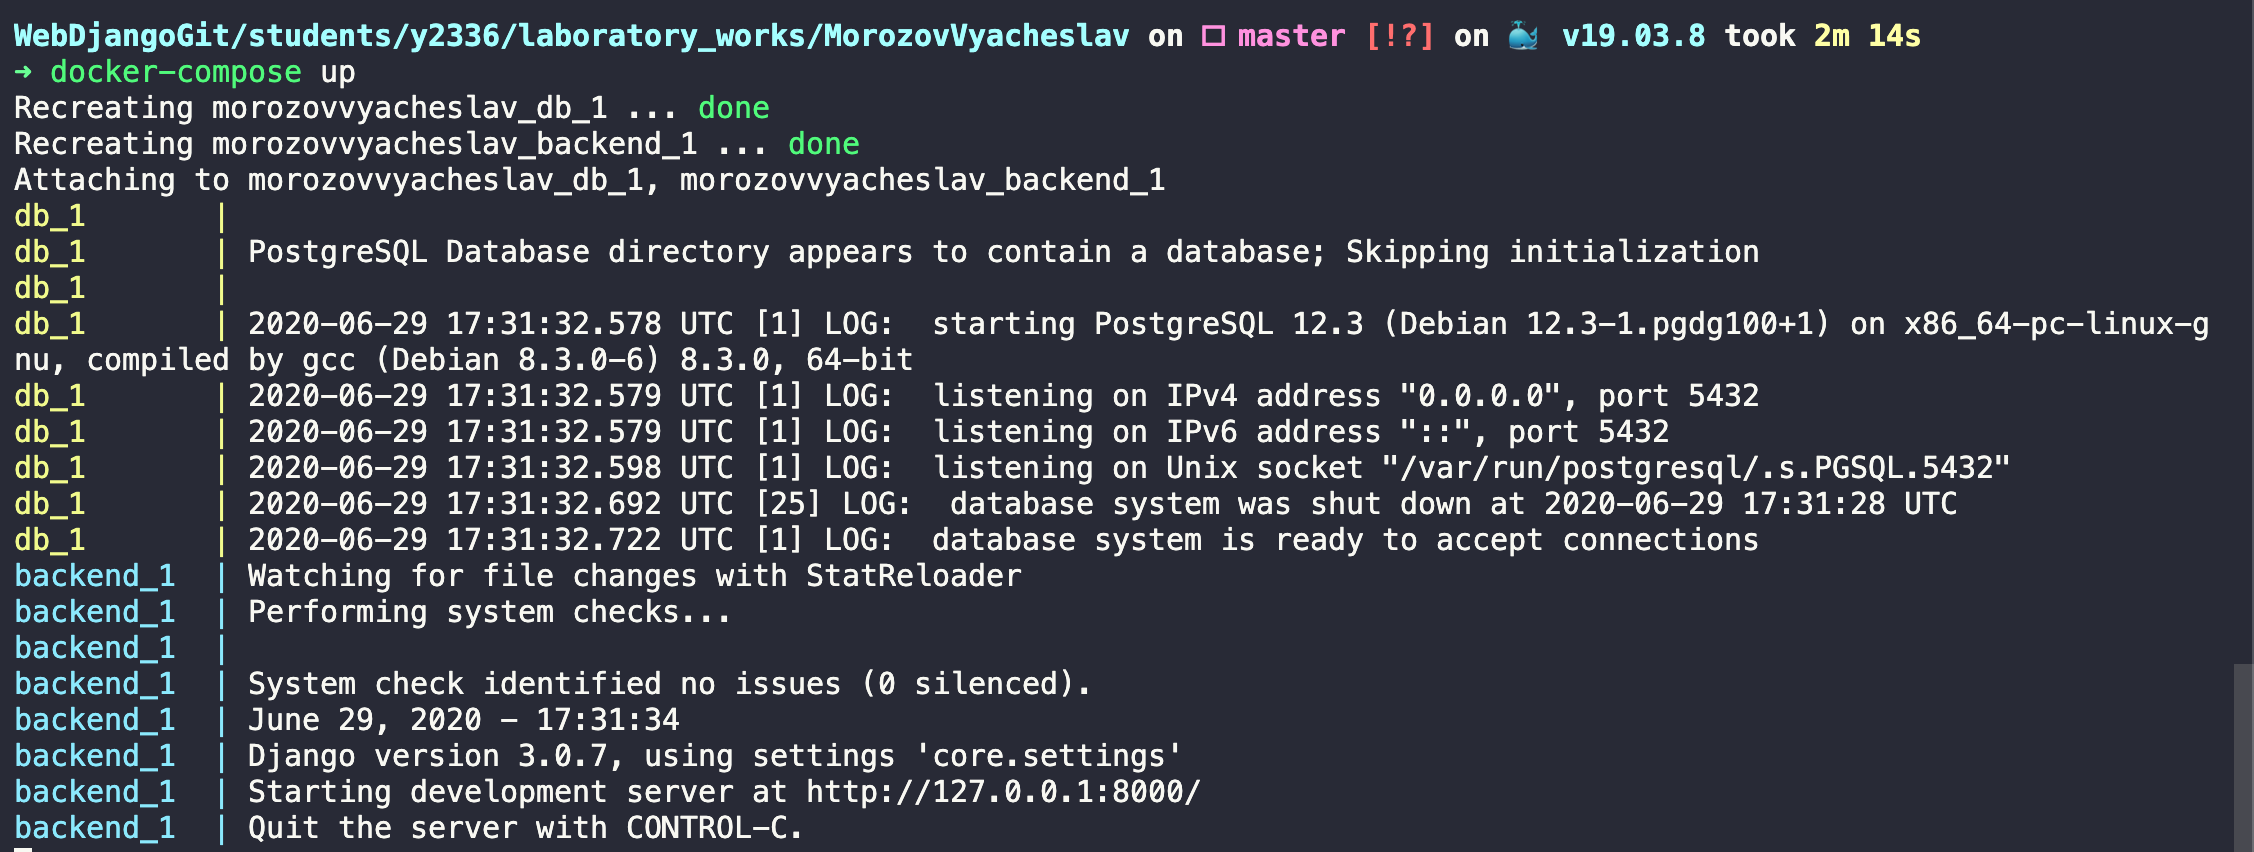 WebDjangoGit/students/y2336/laboratory_works/MorozovVyacheslav on □ master [!?] on 🐳 v19.03.8 took 2m 14s
➜ docker-compose up
Recreating morozovvyacheslav_db_1 ... done
Recreating morozovvyacheslav_backend_1 ... done
Attaching to morozovvyacheslav_db_1, morozovvyacheslav_backend_1
db_1       |
db_1       | PostgreSQL Database directory appears to contain a database; Skipping initialization
db_1       |
db_1       | 2020-06-29 17:31:32.578 UTC [1] LOG:  starting PostgreSQL 12.3 (Debian 12.3-1.pgdg100+1) on x86_64-pc-linux-g
nu, compiled by gcc (Debian 8.3.0-6) 8.3.0, 64-bit
db_1       | 2020-06-29 17:31:32.579 UTC [1] LOG:  listening on IPv4 address "0.0.0.0", port 5432
db_1       | 2020-06-29 17:31:32.579 UTC [1] LOG:  listening on IPv6 address "::", port 5432
db_1       | 2020-06-29 17:31:32.598 UTC [1] LOG:  listening on Unix socket "/var/run/postgresql/.s.PGSQL.5432"
db_1       | 2020-06-29 17:31:32.692 UTC [25] LOG:  database system was shut down at 2020-06-29 17:31:28 UTC
db_1       | 2020-06-29 17:31:32.722 UTC [1] LOG:  database system is ready to accept connections
backend_1  | Watching for file changes with StatReloader
backend_1  | Performing system checks...
backend_1  |
backend_1  | System check identified no issues (0 silenced).
backend_1  | June 29, 2020 - 17:31:34
backend_1  | Django version 3.0.7, using settings 'core.settings'
backend_1  | Starting development server at http://127.0.0.1:8000/
backend_1  | Quit the server with CONTROL-C.